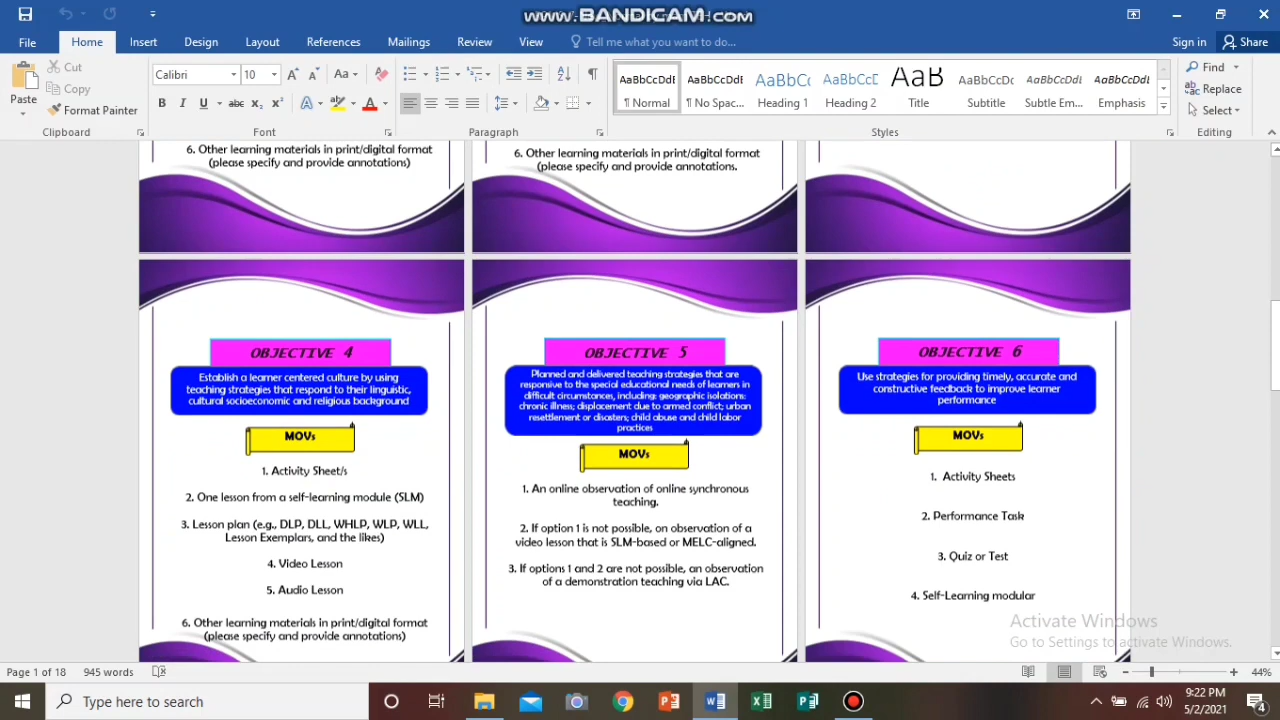 www.BANDICAM.com
File Home Insert Design Layout References Mailings Review View Tell me what you want to do... Sign in Share
Paste
Cut
Copy
Format Painter
Clipboard
Calibri 10
Font
Paragraph
AaBbCcDdE AaBbCcDdE AaBbCc AaBbCcD AaB AaBbCcDc AaBbCcDdE AaBbCcDdE
¶ Normal ¶ No Spac... Heading 1 Heading 2 Title Subtitle Subtle Em... Emphasis
Styles
Find
Replace
Select
Editing
6. Other learning materials in print/digital format
(please specify and provide annotations)
6. Other learning materials in print/digital format
(please specify and provide annotations.
OBJECTIVE 4
Establish a learner centered culture by using
teaching strategies that respond to their linguistic,
cultural socioeconomic and religious background
MOVs
1. Activity Sheet/s
2. One lesson from a self-learning module (SLM)
3. Lesson plan (e.g., DLP, DLL, WHLP, WLP, WLL,
Lesson Exemplars, and the likes)
4. Video Lesson
5. Audio Lesson
6. Other learning materials in print/digital format
(please specify and provide annotations)
OBJECTIVE 5
Planned and delivered teaching strategies that are
responsive to the special educational needs of learners in
difficult circumstances, including: geographic isolations:
chronic illness; displacement due to armed conflict; urban
resettlement or disasters; child abuse and child labor
practices
MOVs
1. An online observation of online synchronous
teaching.
2. If option 1 is not possible, on observation of a
video lesson that is SLM-based or MELC-aligned.
3. If options 1 and 2 are not possible, an observation
of a demonstration teaching via LAC.
OBJECTIVE 6
Use strategies for providing timely, accurate and
constructive feedback to improve learner
performance
MOVs
1. Activity Sheets
2. Performance Task
3. Quiz or Test
4. Self-Learning modular
Activate Windows
Go to Settings to activate Windows.
Page 1 of 18 945 words 44%
Type here to search
9:22 PM
5/2/2021
4